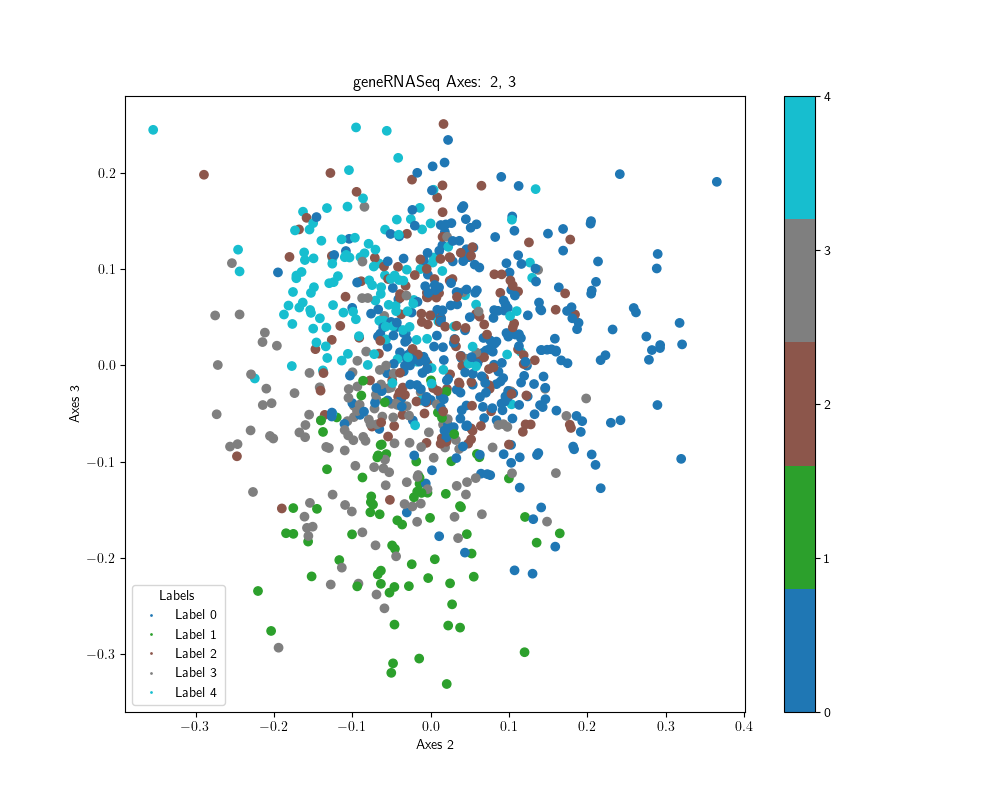 geneRNASeq Axes: 2, 3
Axes 3
0.2
0.1
0.0
−0.1
−0.2
−0.3
−0.3 −0.2 −0.1 0.0 0.1 0.2 0.3 0.4
Axes 2
Labels
Label 0
Label 1
Label 2
Label 3
Label 4
4
3
2
1
0